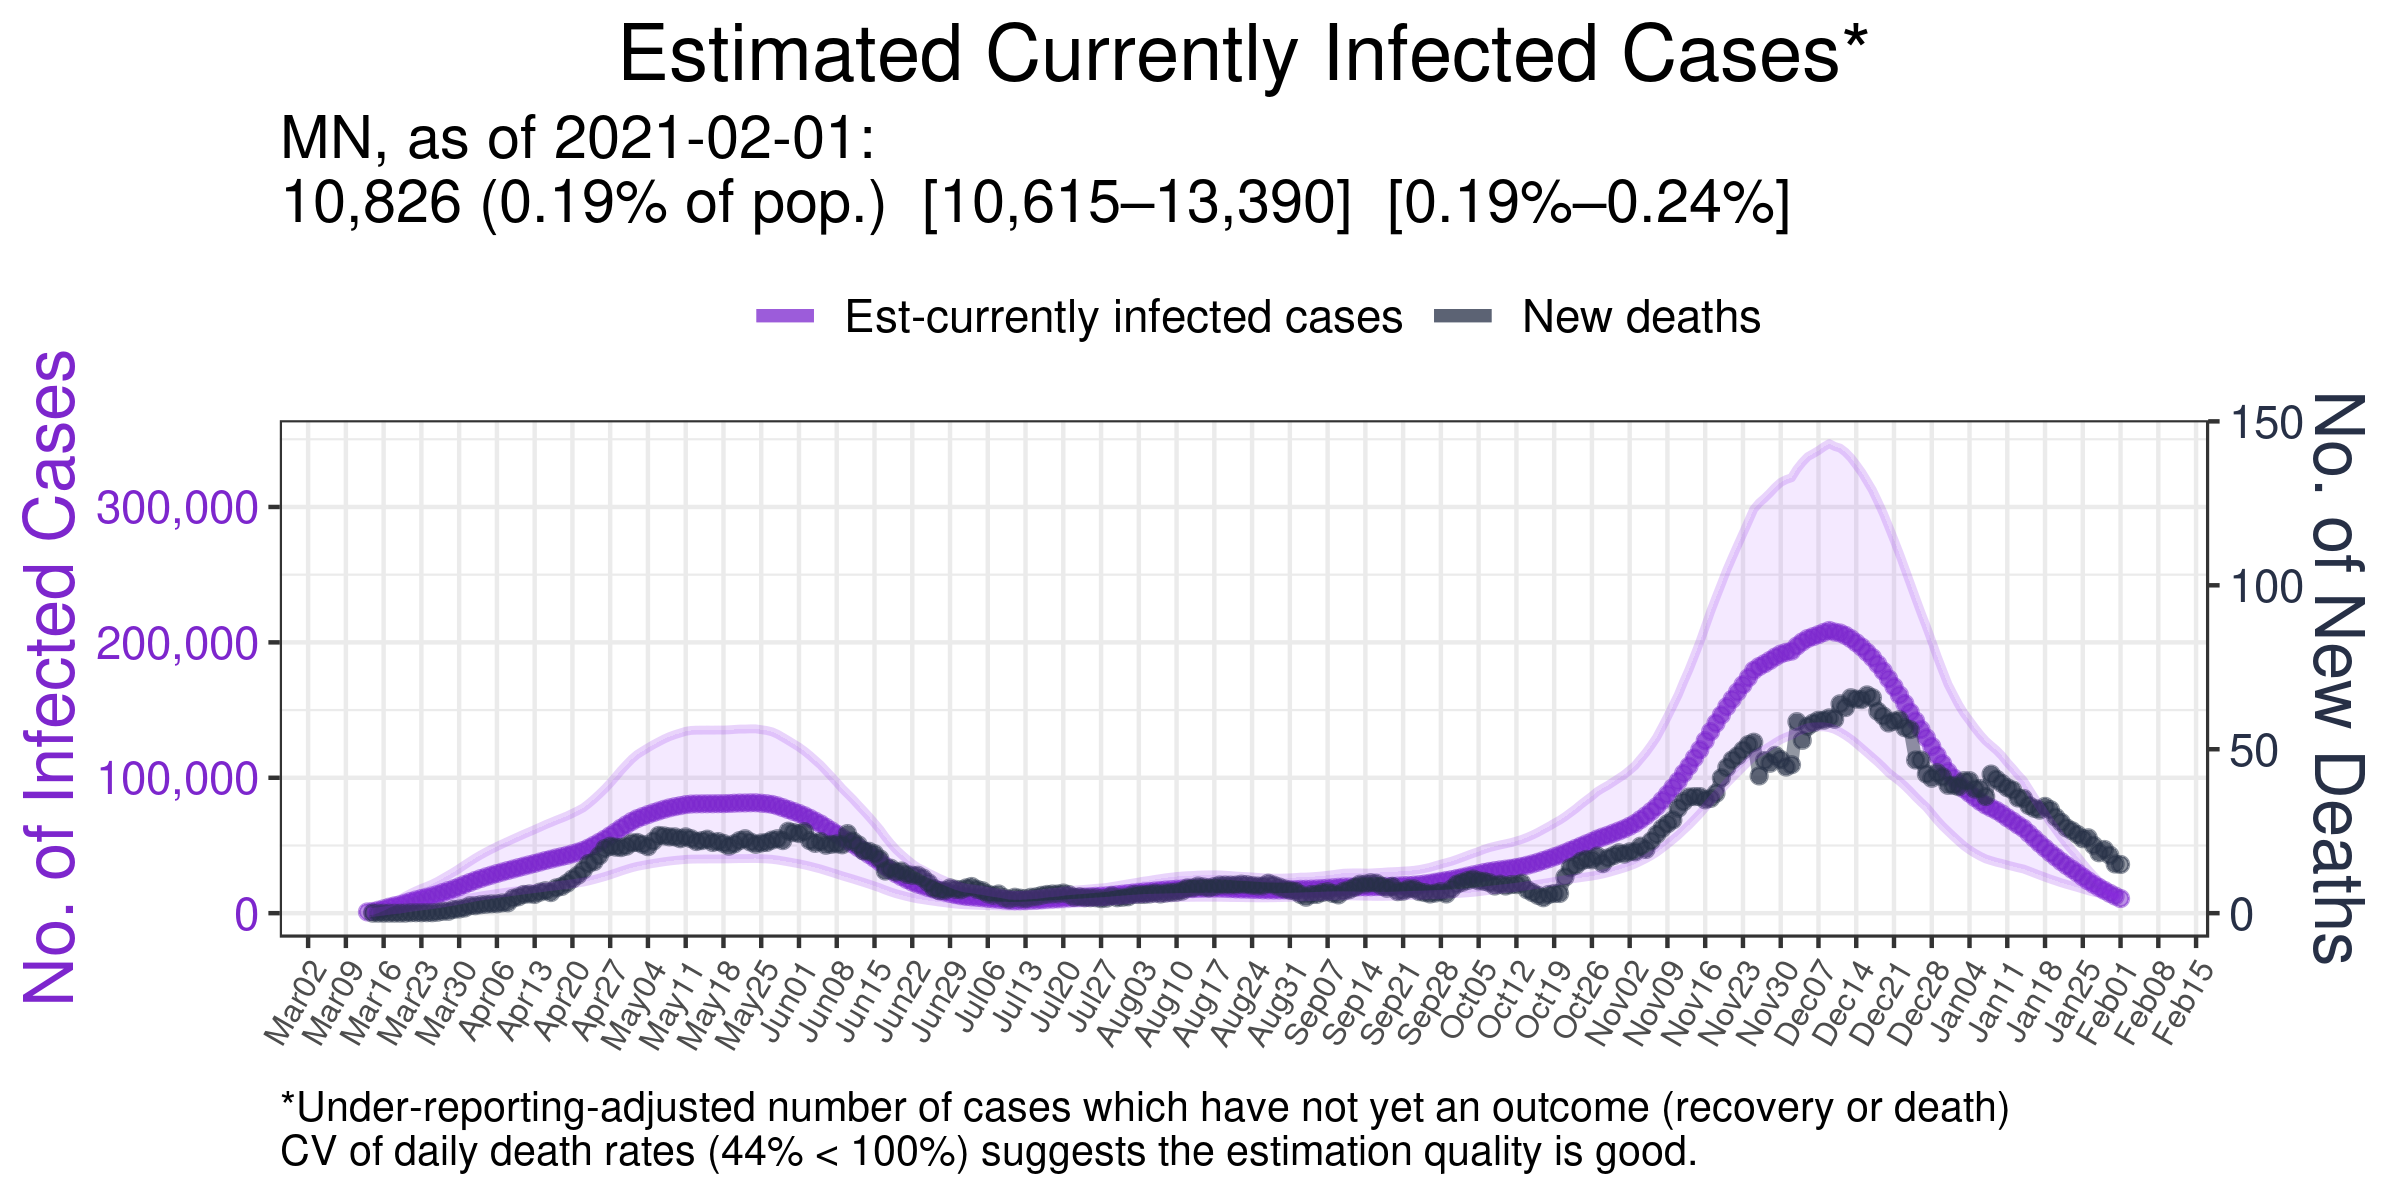 Estimated Currently Infected Cases*
MN, as of 2021-02-01:
10,826 (0.19% of pop.)  [10,615–13,390]  [0.19%–0.24%]
Est-currently infected cases
New deaths
No. of Infected Cases
300,000
200,000
100,000
0
150
100
50
0
No. of New Deaths
Mar02
Mar09
Mar16
Mar23
Mar30
Apr06
Apr13
Apr20
Apr27
May04
May11
May18
May25
Jun01
Jun08
Jun15
Jun22
Jun29
Jul06
Jul13
Jul20
Jul27
Aug03
Aug10
Aug17
Aug24
Aug31
Sep07
Sep14
Sep21
Sep28
Oct05
Oct12
Oct19
Oct26
Nov02
Nov09
Nov16
Nov23
Nov30
Dec07
Dec14
Dec21
Dec28
Jan04
Jan11
Jan18
Jan25
Feb01
Feb08
Feb15
*Under-reporting-adjusted number of cases which have not yet an outcome (recovery or death)
CV of daily death rates (44% < 100%) suggests the estimation quality is good.